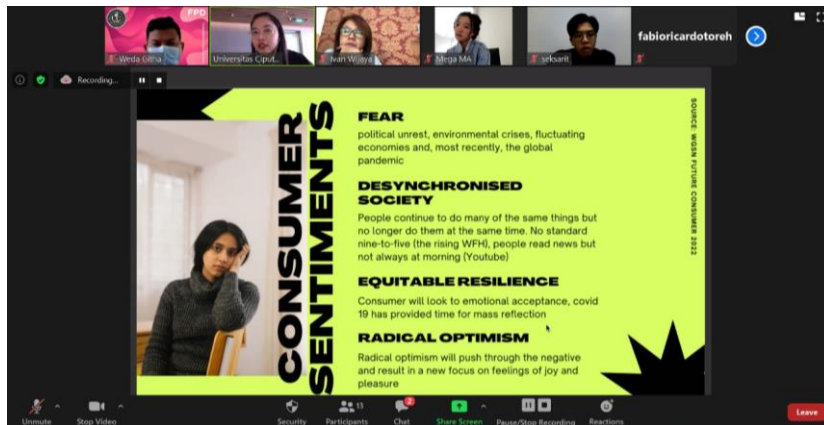 FPD
Weda Githa
Universitas Ciput...
Ivan Wijaya
Mega MA
seksarit
fabioricardotoreh
Recording...
CONSUMER
SENTIMENTS
FEAR
political unrest, environmental crises, fluctuating
economies and, most recently, the global
pandemic
DESYNCHRONISED
SOCIETY
People continue to do many of the same things but
no longer do them at the same time. No standard
nine-to-five (the rising WFH), people read news but
not always at morning (Youtube)
EQUITABLE RESILIENCE
Consumer will look to emotional acceptance, covid
19 has provided time for mass reflection
RADICAL OPTIMISM
Radical optimism will push through the negative
and result in a new focus on feelings of joy and
pleasure
SOURCE: WGSN FUTURE CONSUMER 2022
Unmute
Stop Video
Security
Participants
13
Chat
2
Share Screen
Pause/Stop Recording
Reactions
Leave